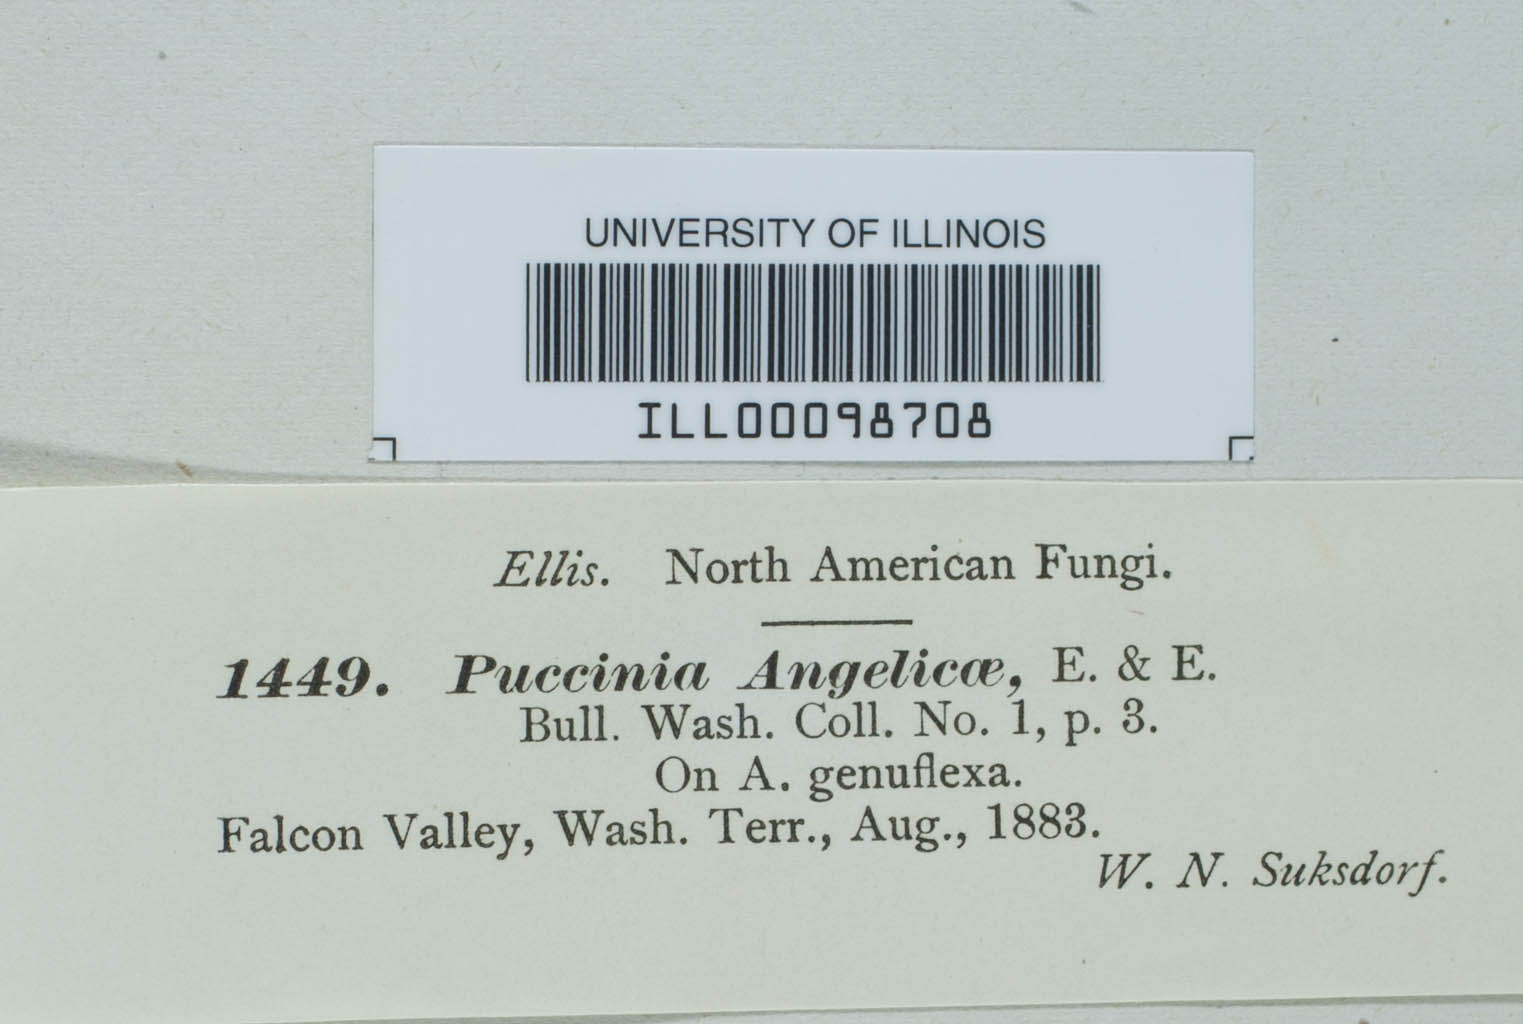 UNIVERSITY OF ILLINOIS
ILL00098708
Ellis. North American Fungi.
1449. Puccinia Angelicæ, E. & E.
Bull. Wash. Coll. No. 1, p. 3.
On A. genuflexa.
Falcon Valley, Wash. Terr., Aug., 1883.
W. N. Suksdorf.